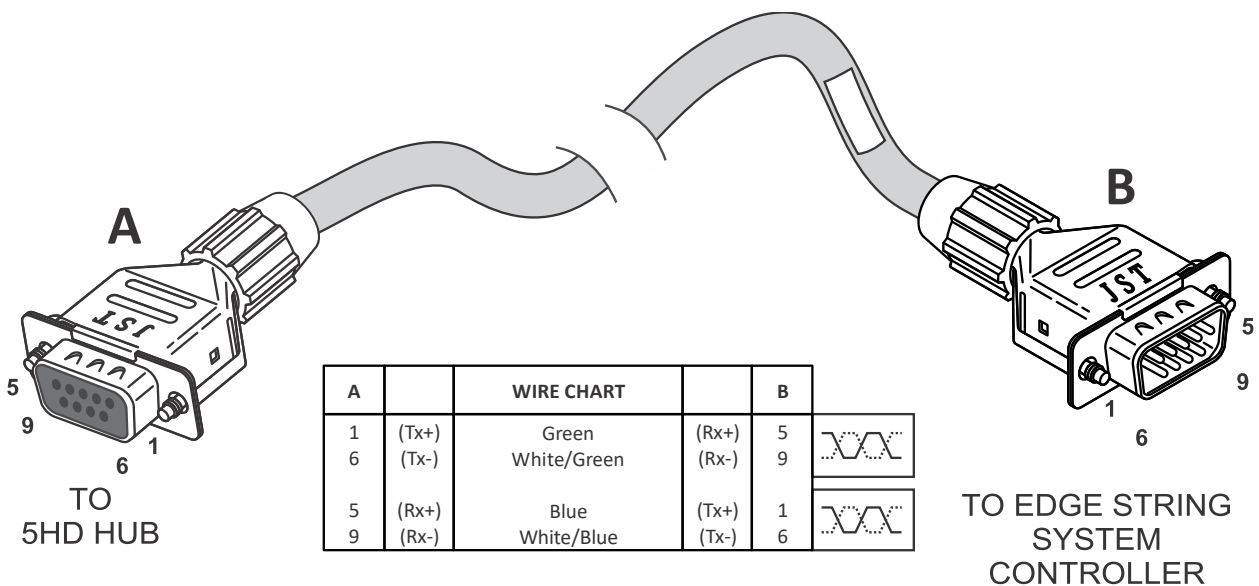 A
B
JST
JST
5
9
6
1
5
9
1
6
TO
5HD HUB
A WIRE CHART B
1 (Tx+) Green (Rx+) 5
6 (Tx-) White/Green (Rx-) 9
5 (Rx+) Blue (Tx+) 1
9 (Rx-) White/Blue (Tx-) 6
TO EDGE STRING
SYSTEM
CONTROLLER